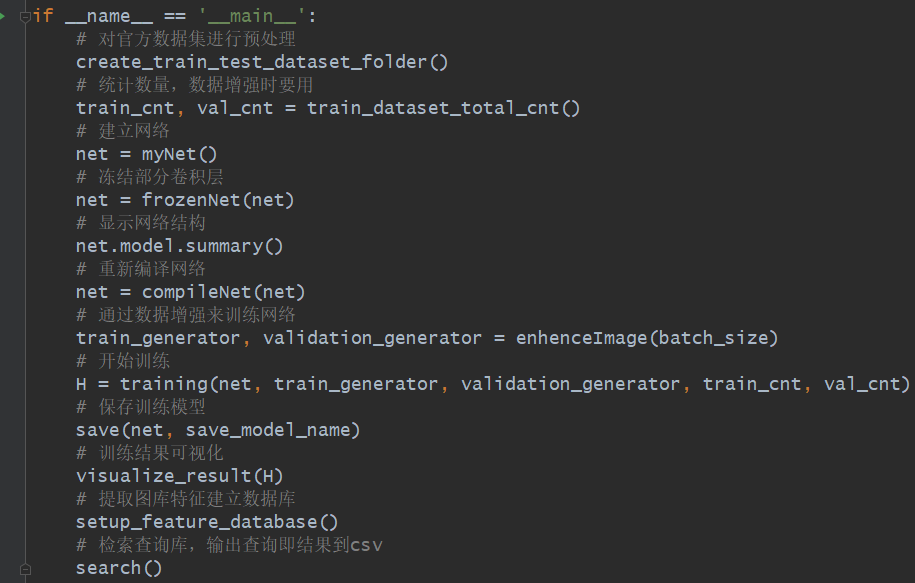 if __name__ == '__main__':
# 对官方数据集进行预处理
create_train_test_dataset_folder()
# 统计数量，数据增强时要用
train_cnt, val_cnt = train_dataset_total_cnt()
# 建立网络
net = myNet()
# 冻结部分卷积层
net = frozenNet(net)
# 显示网络结构
net.model.summary()
# 重新编译网络
net = compileNet(net)
# 通过数据增强来训练网络
train_generator, validation_generator = enhenceImage(batch_size)
# 开始训练
H = training(net, train_generator, validation_generator, train_cnt, val_cnt)
# 保存训练模型
save(net, save_model_name)
# 训练结果可视化
visualize_result(H)
# 提取图库特征建立数据库
setup_feature_database()
# 检索查询库，输出查询即结果到csv
search()